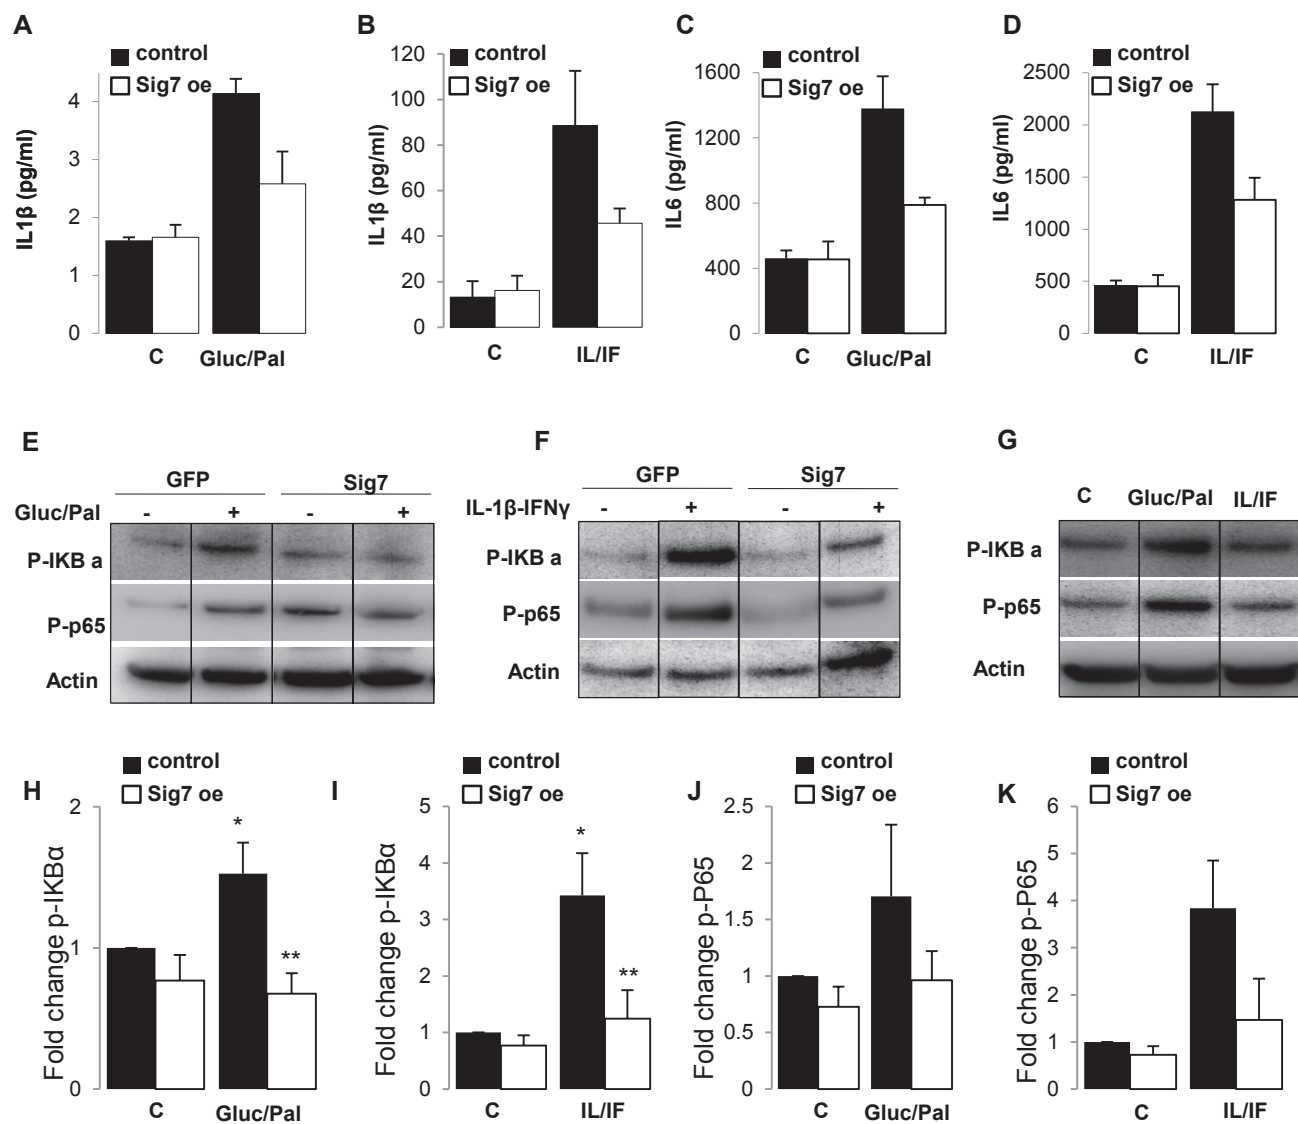 A
control
Sig7 oe
IL1β (pg/ml)
4
3
2
1
0
C
Gluc/Pal
B
control
Sig7 oe
IL1β (pg/ml)
120
100
80
60
40
20
0
C
IL/IF
C
control
Sig7 oe
IL6 (pg/ml)
1600
1200
800
400
0
C
Gluc/Pal
D
control
Sig7 oe
IL6 (pg/ml)
2500
2000
1500
1000
500
0
C
IL/IF
E
GFP Sig7
Gluc/Pal - + - +
P-IKB a
P-p65
Actin
F
GFP Sig7
IL-1β-IFNγ - + - +
P-IKB a
P-p65
Actin
G
C Gluc/Pal IL/IF
P-IKB a
P-p65
Actin
H
control
Sig7 oe
Fold change p-IKBα
2
1
0
*
**
C
Gluc/Pal
I
control
Sig7 oe
Fold change p-IKBα
5
4
3
2
1
0
*
**
C
IL/IF
J
control
Sig7 oe
Fold change p-P65
2.5
2
1.5
1
0.5
0
C
Gluc/Pal
K
control
Sig7 oe
Fold change p-P65
6
5
4
3
2
1
0
C
IL/IF